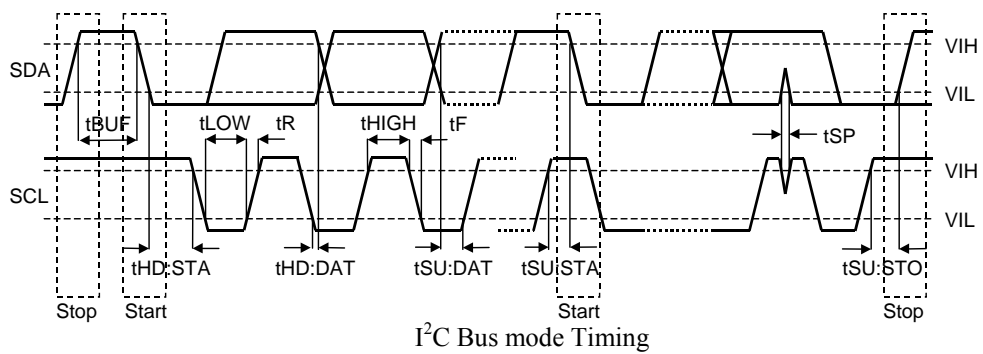 VIH
SDA
VIL
tBUF
tLOW
tR
tHIGH
tF
tSP
VIH
SCL
VIL
tHD:STA
tHD:DAT
tSU:DAT
tSU:STA
tSU:STO
Stop
Start
Start
Stop
I²C Bus mode Timing